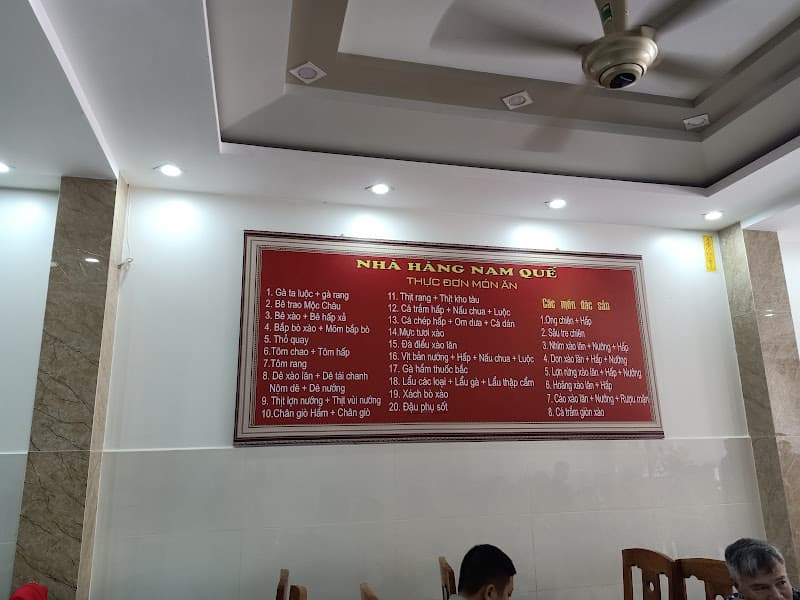 NHÀ HÀNG NAM QUẾ
THỰC ĐƠN MÓN ĂN
1. Gà ta luộc + gà rang
2. Bê trao Mộc Châu
3. Bê xào + Bê hấp xả
4. Bắp bò xào + Mõm bắp bò
5. Thỏ quay
6.Tôm chao + Tôm hấp
7.Tôm rang
8. Dê xào lăn + Dê tái chanh
Nộm dê + Dê nướng
9. Thịt lợn nướng + Thịt vùi nướng
10.Chân giò Hầm + Chân giò
11. Thịt rang + Thịt kho tàu
12. Cá trắm hấp + Nấu chua + Luộc
13. Cá chép hấp + Om dưa + Cá dán
14.Mực tươi xào
15. Đà điểu xào lăn
16. Vịt bản nướng + Hấp + Nấu chua + Luộc
17. Gà hầm thuốc bắc
18. Lẩu các loại + Lẩu gà + Lẩu thập cẩm
19. Xách bò xào
20. Đậu phụ sốt
Các món đặc sản
1.Ong chiên + Hấp
2. Sâu tre chiên
3. Nhím xào lăn + Nướng + Hấp
4. Don xào lăn + Hấp + Nướng
5. Lợn rừng xào lăn + Hấp + Nướng
6. Hoẵng xào lăn + Hấp
7. Cáo xào lăn + Nướng + Rượu mận
8. Cá trắm giòn xào